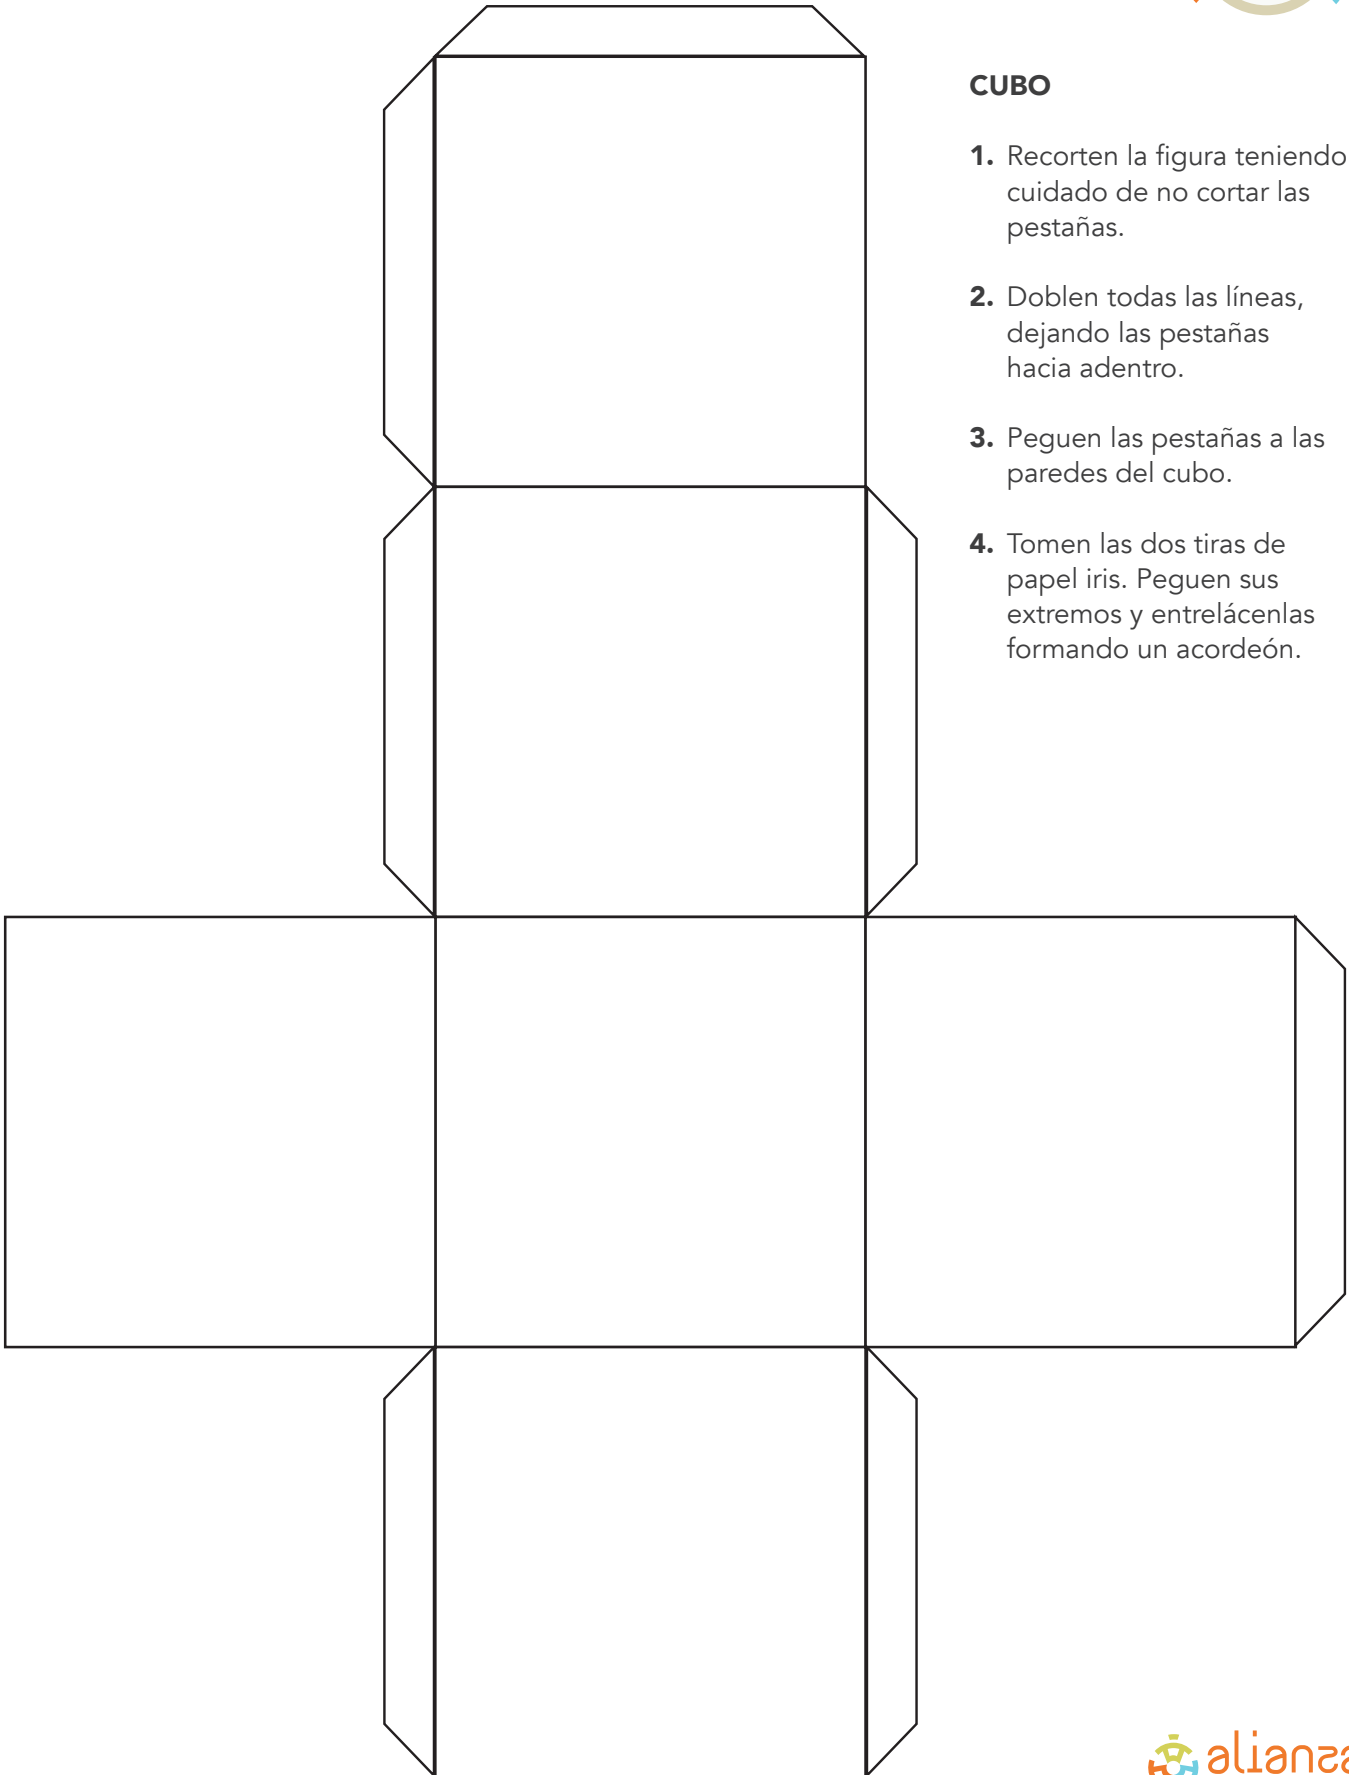 CUBO
1. Recorten la figura teniendo
cuidado de no cortar las
pestañas.
2. Doblen todas las líneas,
dejando las pestañas
hacia adentro.
3. Peguen las pestañas a las
paredes del cubo.
4. Tomen las dos tiras de
papel iris. Peguen sus
extremos y entrelácenlas
formando un acordeón.
alianza